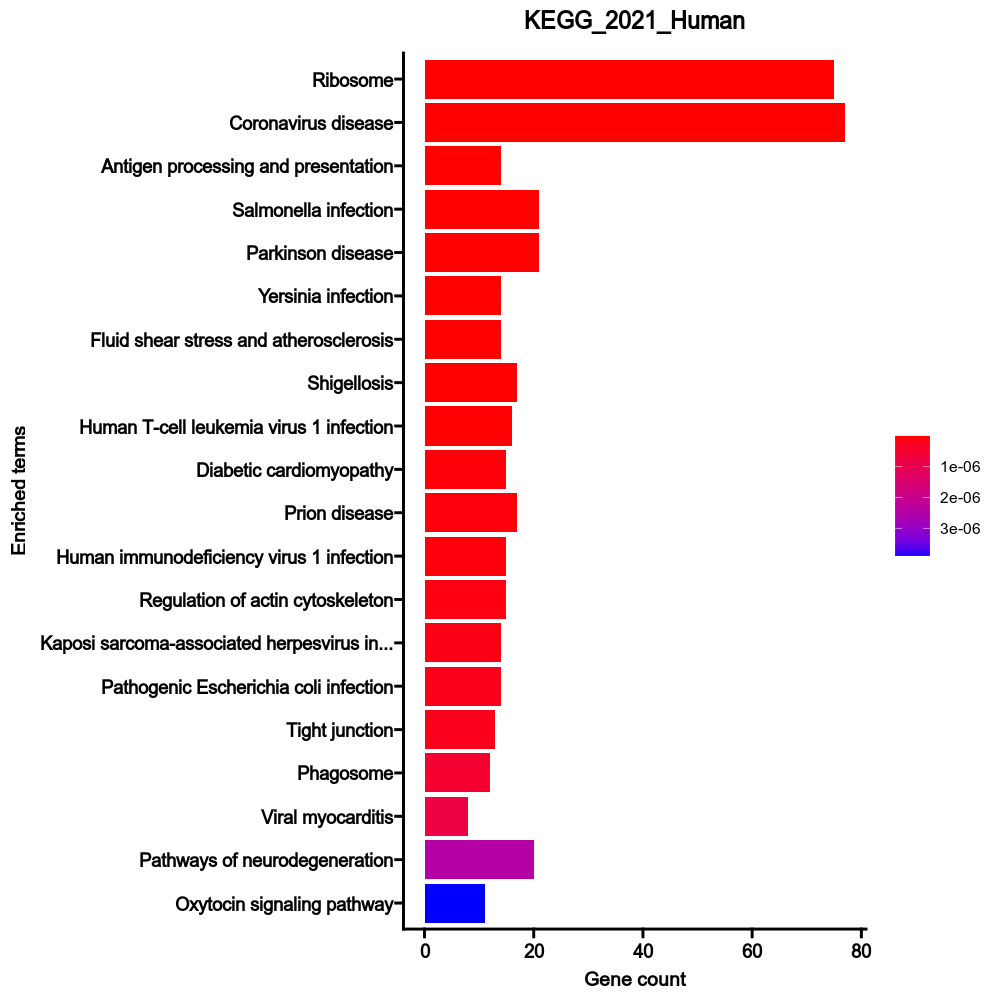 KEGG_2021_Human
Ribosome
Coronavirus disease
Antigen processing and presentation
Salmonella infection
Parkinson disease
Yersinia infection
Fluid shear stress and atherosclerosis
Shigellosis
Human T-cell leukemia virus 1 infection
Diabetic cardiomyopathy
Prion disease
Human immunodeficiency virus 1 infection
Regulation of actin cytoskeleton
Kaposi sarcoma-associated herpesvirus in...
Pathogenic Escherichia coli infection
Tight junction
Phagosome
Viral myocarditis
Pathways of neurodegeneration
Oxytocin signaling pathway
Enriched terms
0 20 40 60 80
Gene count
1e-06
2e-06
3e-06